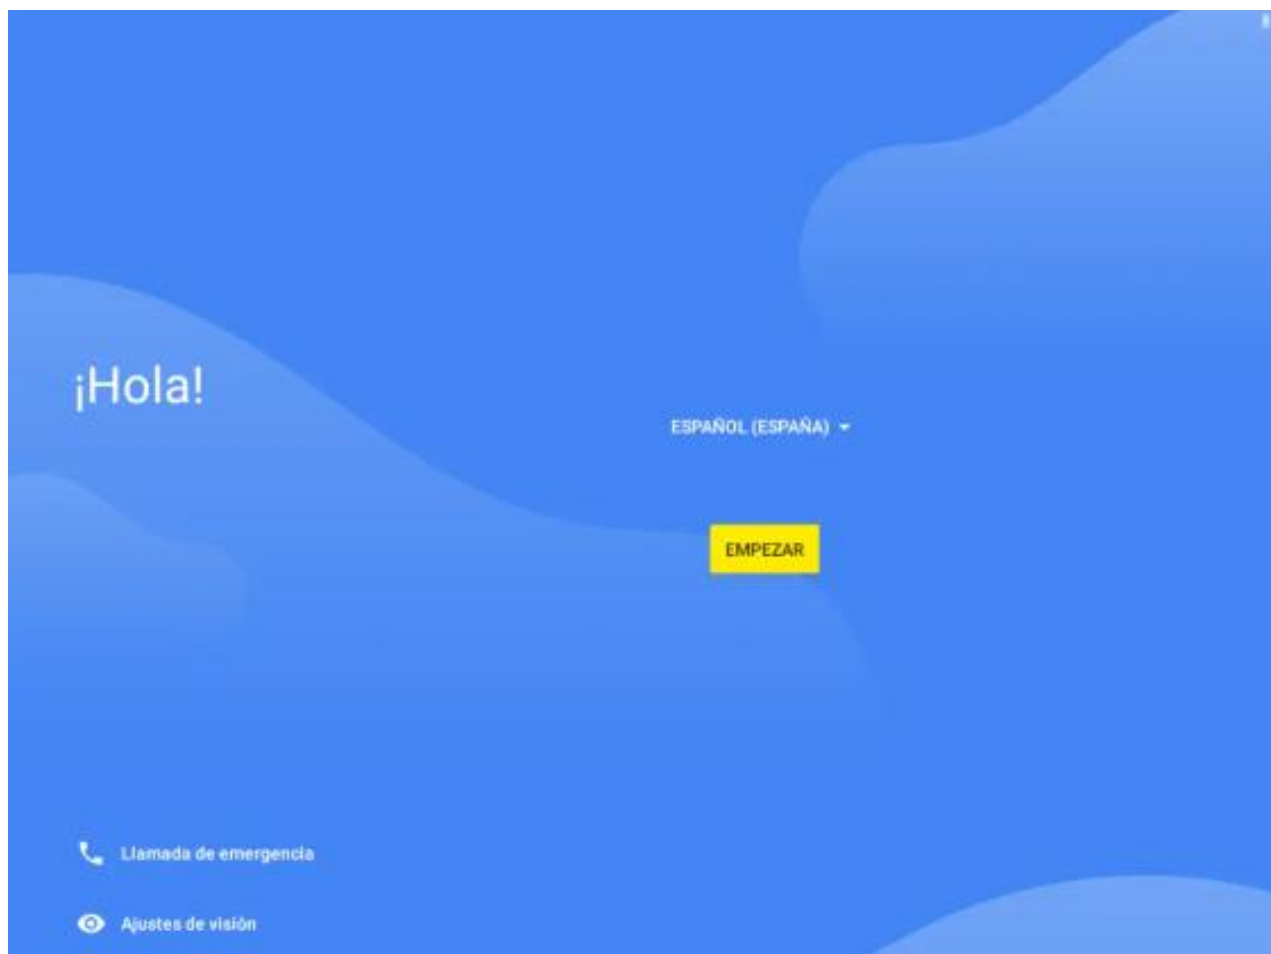 ¡Hola!
ESPAÑOL (ESPAÑA)
EMPEZAR
Llamada de emergencia
Ajustes de visión